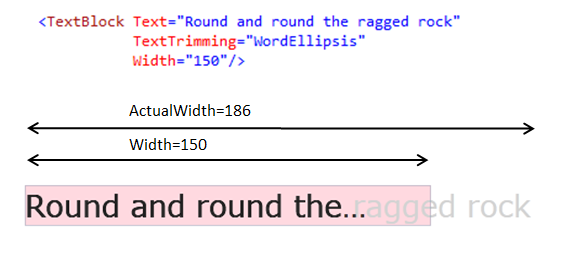 <TextBlock Text="Round and round the ragged rock"
TextTrimming="WordEllipsis"
Width="150"/>
ActualWidth=186
Width=150
Round and round the...ragged rock